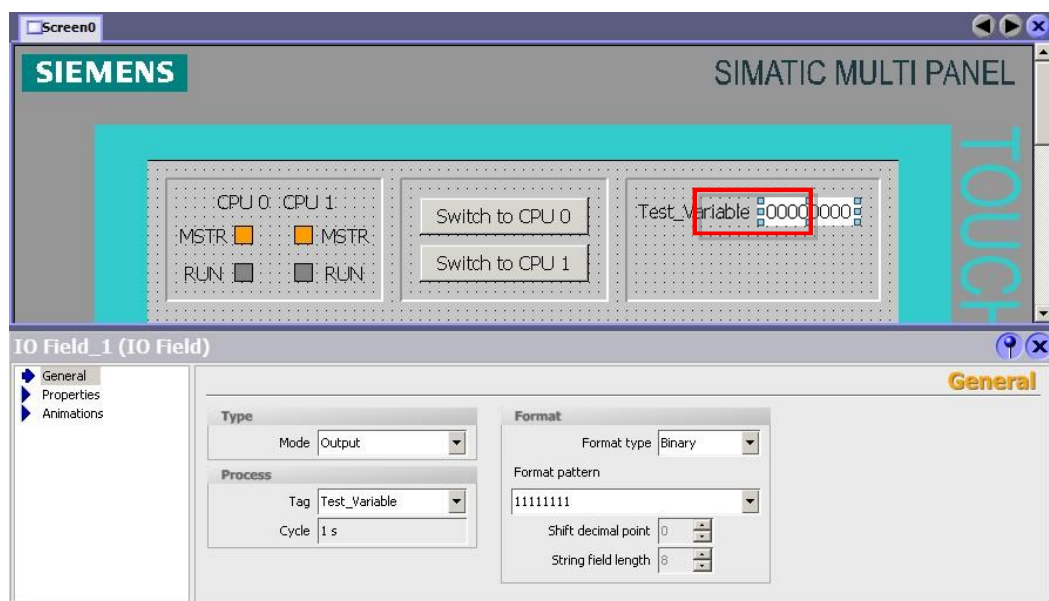 Screen0
SIEMENS
SIMATIC MULTI PANEL
TOUCH
CPU 0 CPU 1
MSTR MSTR
RUN RUN
Switch to CPU 0
Switch to CPU 1
Test_Variable 00000000
IO Field_1 (IO Field)
General
Properties
Animations
General
Type
Mode Output
Process
Tag Test_Variable
Cycle 1 s
Format
Format type Binary
Format pattern
11111111
Shift decimal point 0
String field length 8